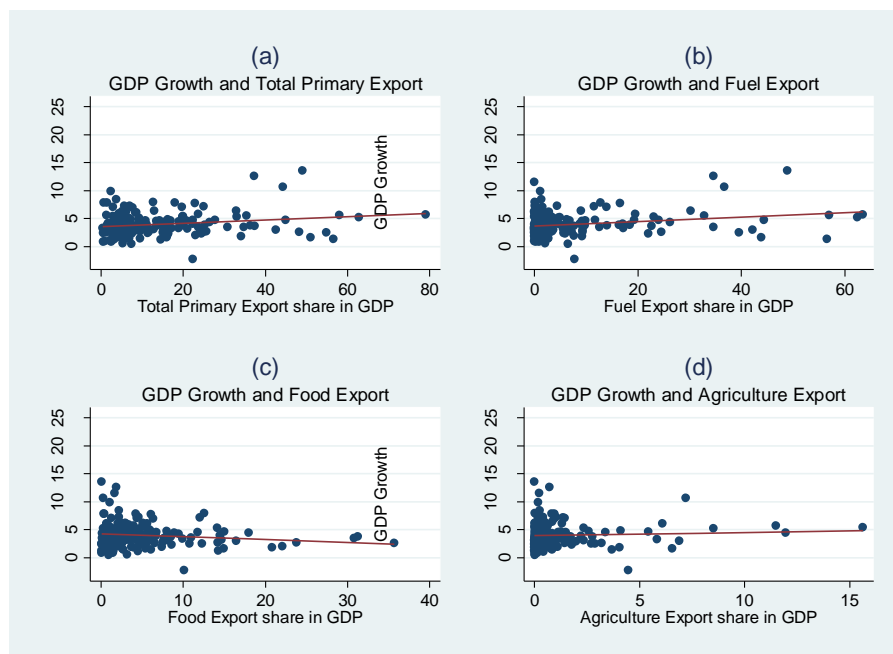 (a)
GDP Growth and Total Primary Export
25
20
15
10
5
0
GDP Growth
0 20 40 60 80
Total Primary Export share in GDP
(b)
GDP Growth and Fuel Export
25
20
15
10
5
0
0 20 40 60
Fuel Export share in GDP
(c)
GDP Growth and Food Export
25
20
15
10
5
0
GDP Growth
0 10 20 30 40
Food Export share in GDP
(d)
GDP Growth and Agriculture Export
25
20
15
10
5
0
0 5 10 15
Agriculture Export share in GDP